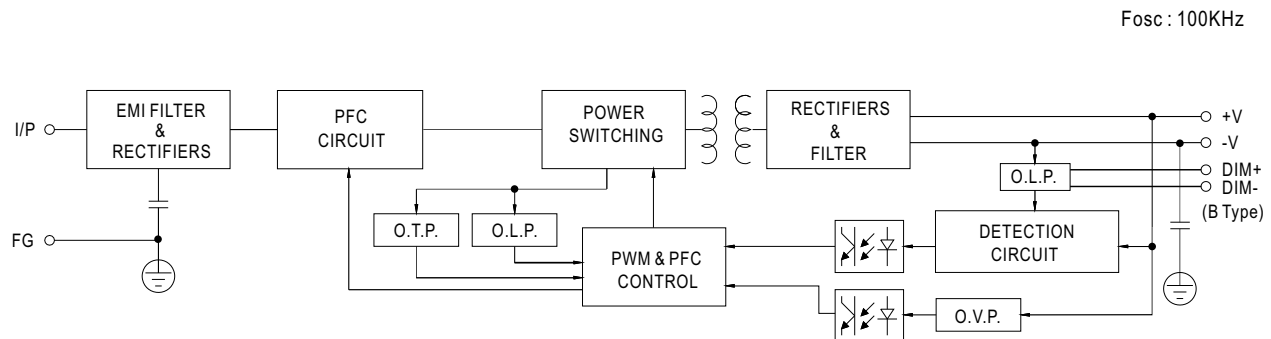 Fosc : 100KHz
I/P
EMI FILTER
&
RECTIFIERS
PFC
CIRCUIT
POWER
SWITCHING
RECTIFIERS
&
FILTER
+V
-V
DIM+
DIM-
(B Type)
O.L.P.
FG
O.T.P.
O.L.P.
PWM & PFC
CONTROL
DETECTION
CIRCUIT
O.V.P.